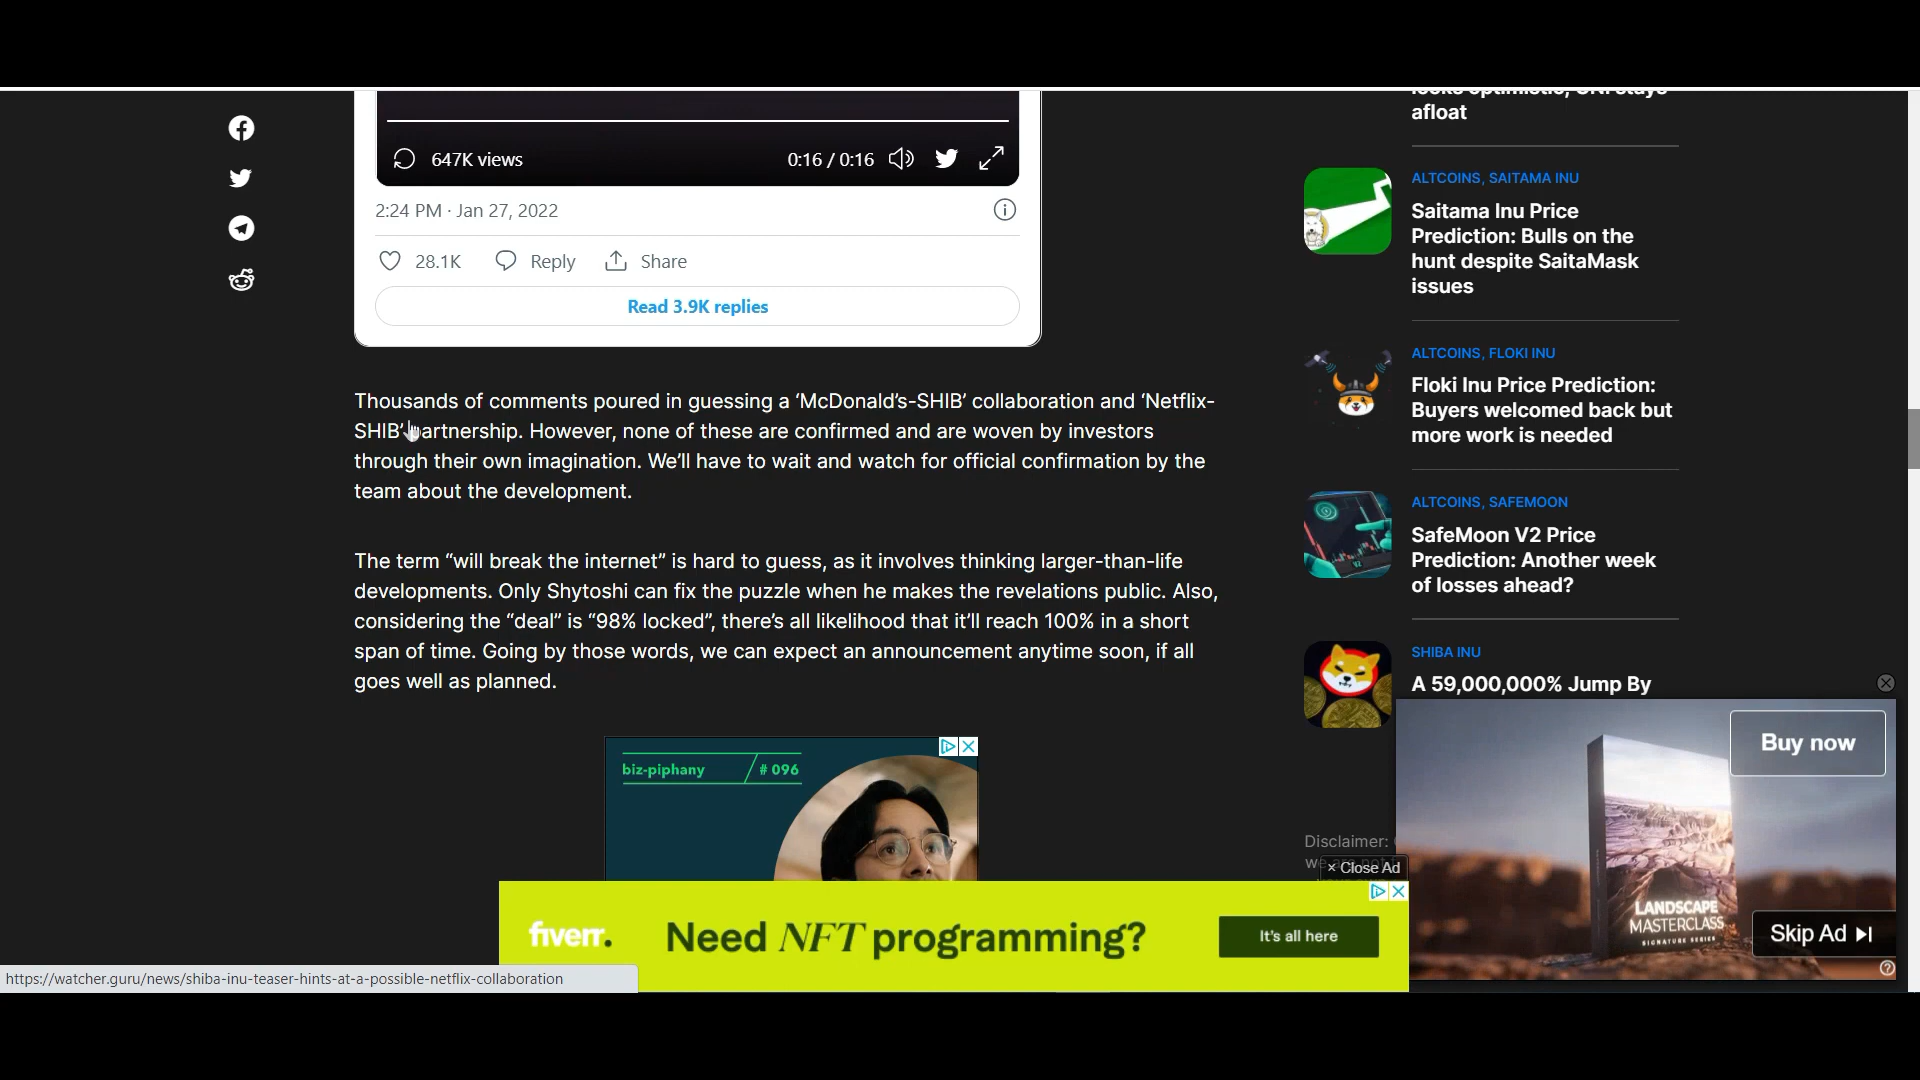 647K views
0:16 / 0:16
2:24 PM · Jan 27, 2022
28.1K
Reply
Share
Read 3.9K replies
Thousands of comments poured in guessing a ‘McDonald’s-SHIB’ collaboration and ‘Netflix-
SHIB’ partnership. However, none of these are confirmed and are woven by investors
through their own imagination. We’ll have to wait and watch for official confirmation by the
team about the development.
The term “will break the internet” is hard to guess, as it involves thinking larger-than-life
developments. Only Shytoshi can fix the puzzle when he makes the revelations public. Also,
considering the “deal” is “98% locked”, there’s all likelihood that it’ll reach 100% in a short
span of time. Going by those words, we can expect an announcement anytime soon, if all
goes well as planned.
biz-piphany
# 096
looks optimistic, UNI stays
afloat
ALTCOINS, SAITAMA INU
Saitama Inu Price
Prediction: Bulls on the
hunt despite SaitaMask
issues
ALTCOINS, FLOKI INU
Floki Inu Price Prediction:
Buyers welcomed back but
more work is needed
ALTCOINS, SAFEMOON
SafeMoon V2 Price
Prediction: Another week
of losses ahead?
SHIBA INU
A 59,000,000% Jump By
Disclaimer:
× Close Ad
Buy now
LANDSCAPE
MASTERCLASS
SIGNATURE SERIES
Skip Ad
fiverr.
Need NFT programming?
It's all here
https://watcher.guru/news/shiba-inu-teaser-hints-at-a-possible-netflix-collaboration